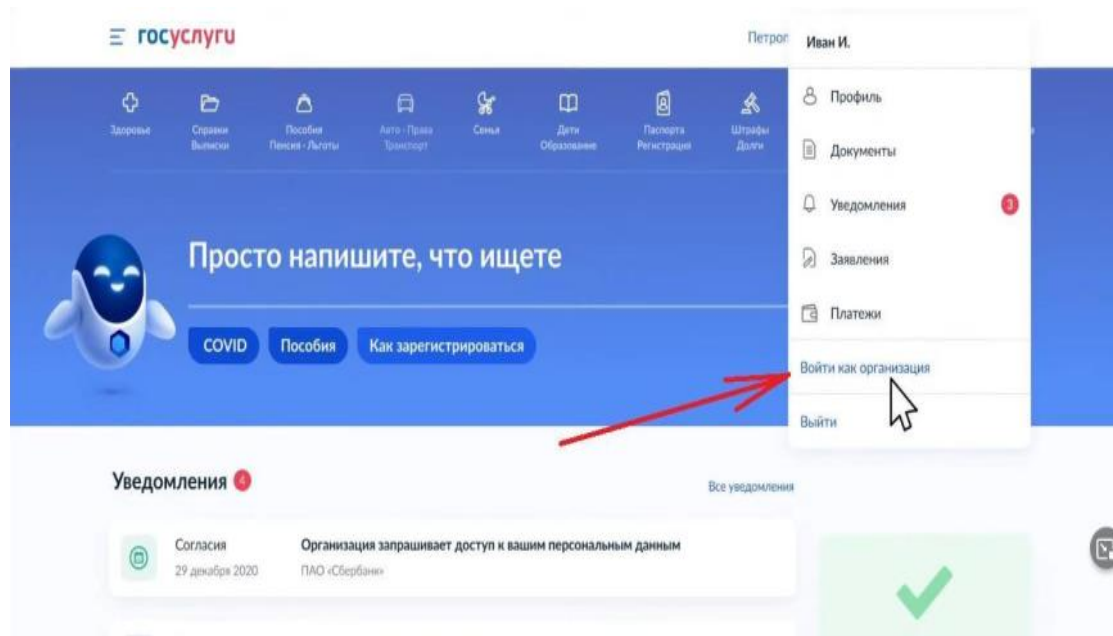 госуслуги
Петроп
Иван И.
Здоровье
Справки
Выписки
Пособия
Пенсия - Льготы
Авто - Права
Транспорт
Семья
Дети
Образование
Паспорта
Регистрация
Штрафы
Долги
Профиль
Документы
Уведомления 3
Заявления
Платежи
Войти как организация
Выйти
Просто напишите, что ищете
COVID Пособия Как зарегистрироваться
Уведомления 4
Все уведомления
Согласия
29 декабря 2020
Организация запрашивает доступ к вашим персональным данным
ПАО «Сбербанк»